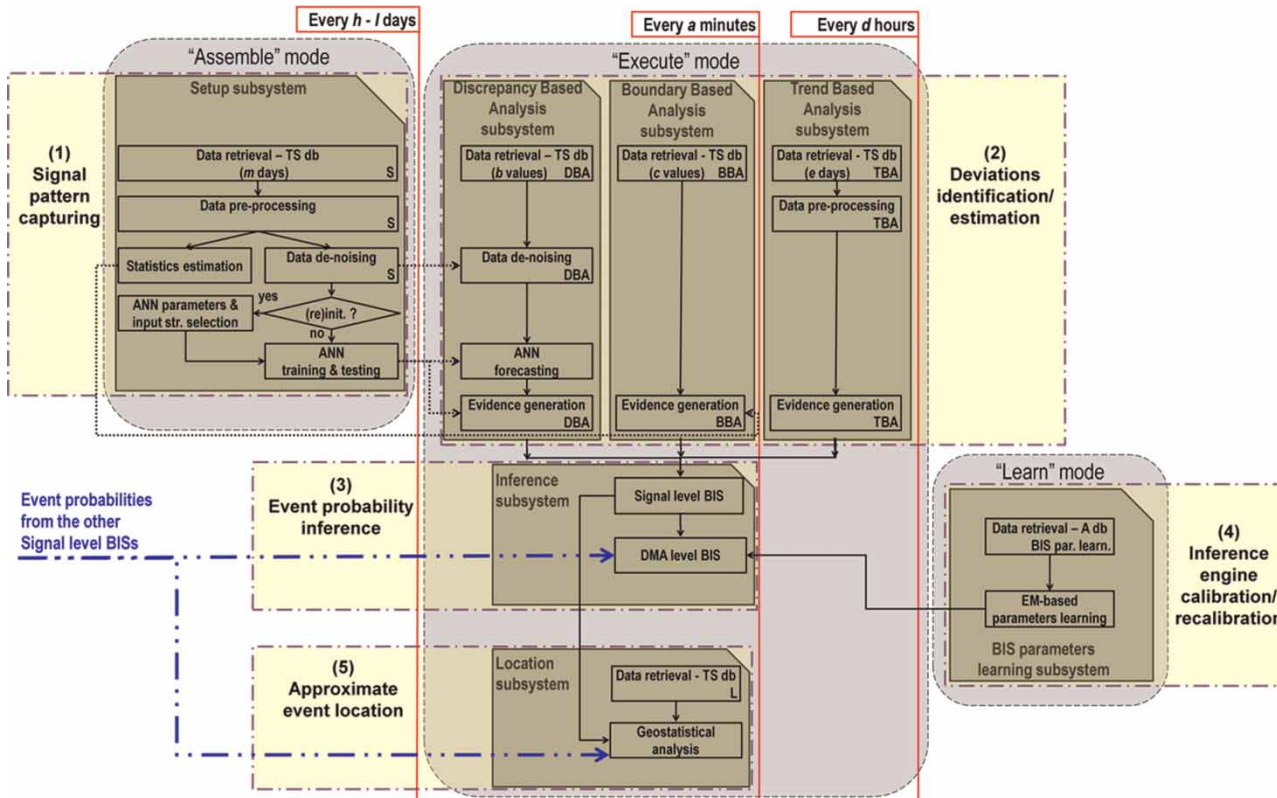 Every h - l days
Every a minutes
Every d hours
“Assemble” mode
“Execute” mode
Setup subsystem
Discrepancy Based
Analysis
subsystem
Boundary Based
Analysis
subsystem
Trend Based
Analysis
subsystem
(1)
Signal
pattern
capturing
Data retrieval – TS db
(m days)
S
Data pre-processing
S
Statistics estimation
Data de-noising
S
ANN parameters &
input str. selection
yes
(re)init. ?
no
ANN
training & testing
Data retrieval – TS db
(b values)
DBA
Data de-noising
DBA
ANN
forecasting
Evidence generation
DBA
Data retrieval - TS db
(c values)
BBA
Evidence generation
BBA
Data retrieval - TS db
(e days)
TBA
Data pre-processing
TBA
Evidence generation
TBA
(2)
Deviations
identification/
estimation
(3)
Event probability
inference
Inference
subsystem
Signal level BIS
DMA level BIS
Event probabilities
from the other
Signal level BISs
“Learn” mode
Data retrieval – A db
BIS par. learn.
EM-based
parameters learning
BIS parameters
learning subsystem
(4)
Inference
engine
calibration/
recalibration
(5)
Approximate
event location
Location
subsystem
Data retrieval - TS db
L
Geostatistical
analysis